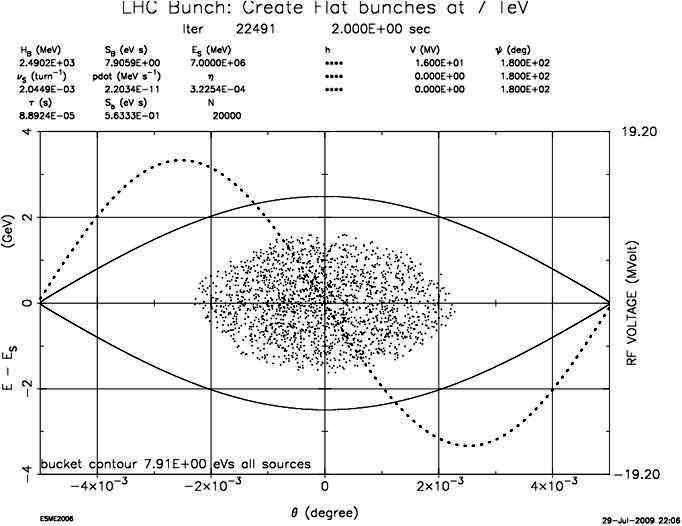 LHC Bunch: Create Flat bunches at 7 TeV
Iter 22491 2.000E+00 sec
H_B (MeV) S_B (eV s) E_S (MeV) h V (MV) ψ (deg)
2.4902E+03 7.9059E+00 7.0000E+06 **** 1.600E+01 1.800E+02
ν_S (turn⁻¹) pdot (MeV s⁻¹) η **** 0.000E+00 1.800E+02
2.0449E-03 2.2034E-11 3.2254E-04 **** 0.000E+00 1.800E+02
τ (s) S_b (eV s) N
8.8924E-05 5.6333E-01 20000
4 19.20
2
0
-2
-4 -19.20
E - E_S (GeV)
RF VOLTAGE (MVolt)
bucket contour 7.91E+00 eVs all sources
-4×10⁻³ -2×10⁻³ 0 2×10⁻³ 4×10⁻³
θ (degree)
ESME2006 29-Jul-2009 22:06